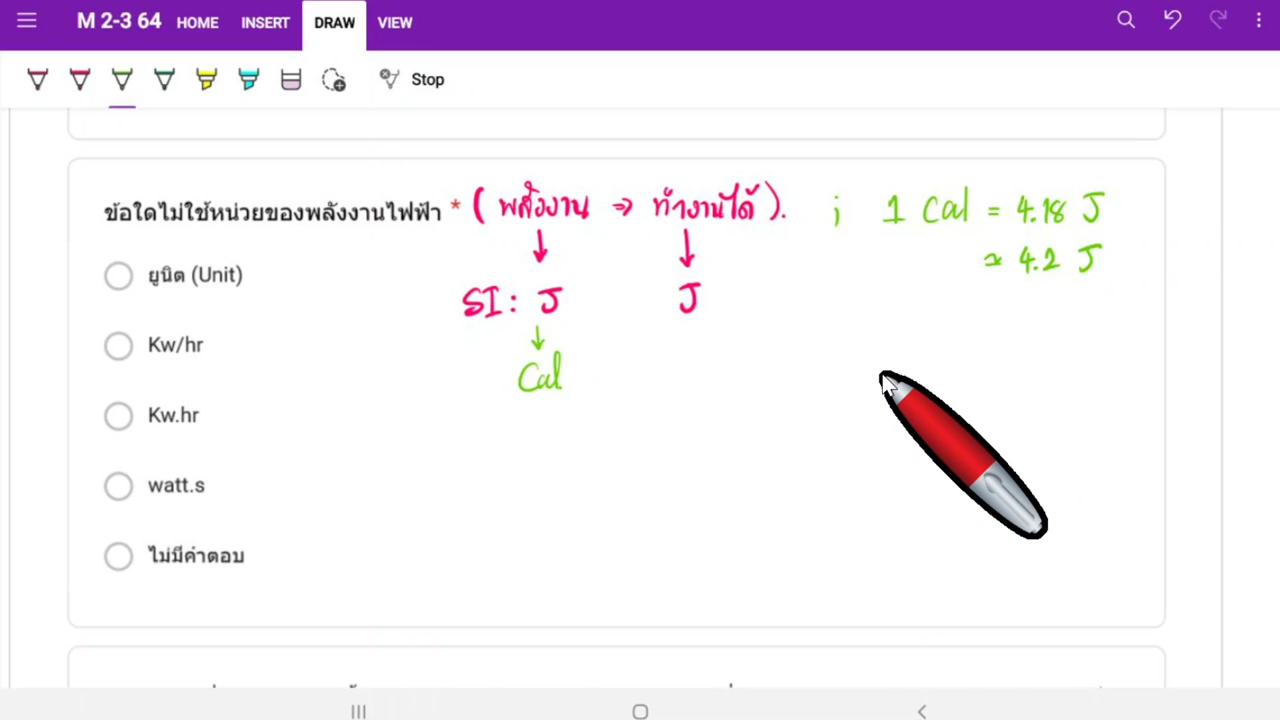 M 2-3 64 HOME INSERT DRAW VIEW
Stop
ข้อใดไม่ใช้หน่วยของพลังงานไฟฟ้า * (พลังงาน ⇒ ทำงานได้). ; 1 Cal = 4.18 J
≈ 4.2 J
ยูนิต (Unit)
SI : J J
Kw/hr
Cal
Kw.hr
watt.s
ไม่มีคำตอบ